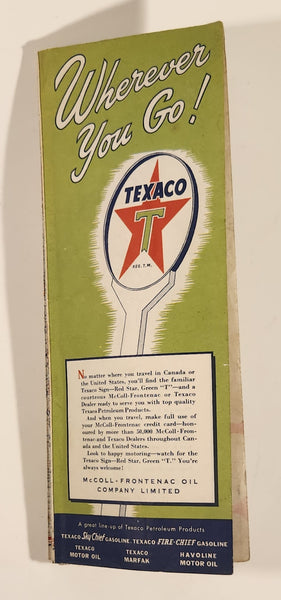 Wherever
You Go!
TEXACO
T
REG. T.M.
No matter where you travel in Canada or
the United States, you'll find the familiar
Texaco Sign—Red Star, Green "T"—and a
courteous McColl-Frontenac or Texaco
Dealer ready to serve you with top quality
Texaco Petroleum Products.
And when you travel, make full use of
your McColl-Frontenac credit card—hon-
oured by more than 50,000 McColl-Fron-
tenac and Texaco Dealers throughout Can-
ada and the United States.
Look to happy motoring—watch for the
Texaco Sign—Red Star, Green "T." You're
always welcome!
McCOLL-FRONTENAC OIL
COMPANY LIMITED
A great line-up of Texaco Petroleum Products
TEXACO Sky Chief GASOLINE. TEXACO FIRE-CHIEF GASOLINE
TEXACO TEXACO HAVOLINE
MOTOR OIL MARFAK MOTOR OIL